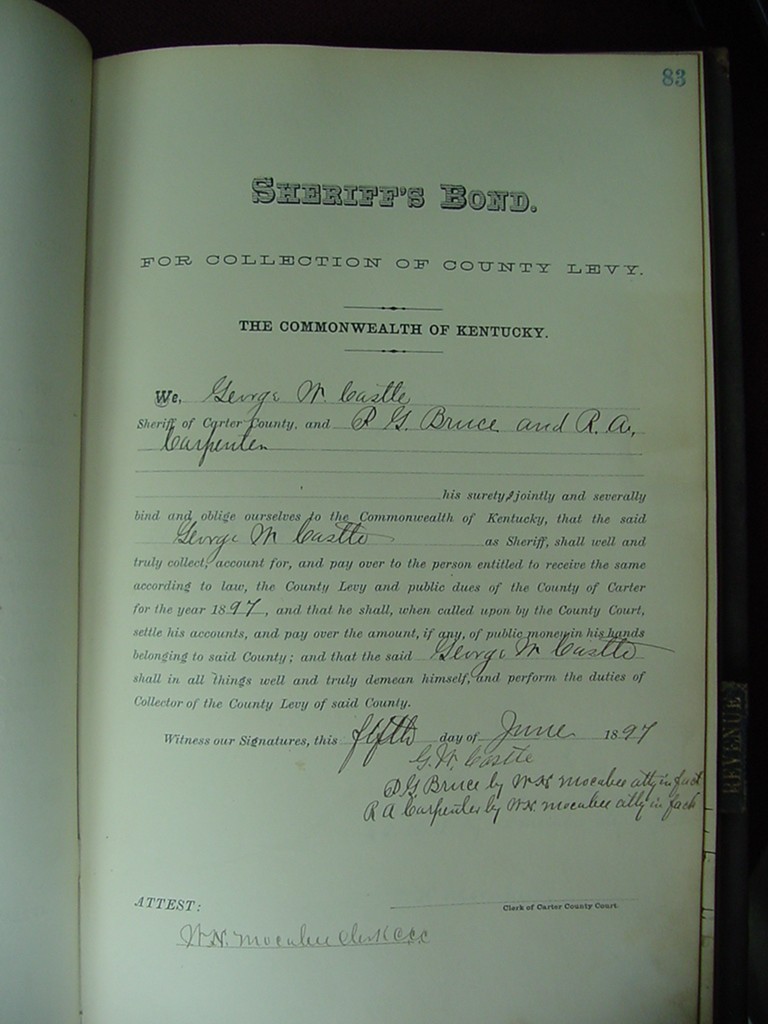 83
SHERIFF'S BOND.
FOR COLLECTION OF COUNTY LEVY.
THE COMMONWEALTH OF KENTUCKY.
We, George W. Castle
Sheriff of Carter County, and P G. Bruce and R. A.,
Carpenter
his surety, jointly and severally
bind and oblige ourselves to the Commonwealth of Kentucky, that the said
George W Castle as Sheriff, shall well and
truly collect, account for, and pay over to the person entitled to receive the same
according to law, the County Levy and public dues of the County of Carter
for the year 1897, and that he shall, when called upon by the County Court,
settle his accounts, and pay over the amount, if any, of public money in his hands
belonging to said County; and that the said George W Castle
shall in all things well and truly demean himself, and perform the duties of
Collector of the County Levy of said County.
Witness our Signatures, this fifth day of June 1897
G. W. Castle
P G Bruce by W.N. Mocabee atty in fact
R A Carpenter by W.N. mocabee atty in fact
ATTEST:
Clerk of Carter County Court.
W.N. Mocabee Clerk C.C.C
REVENUE